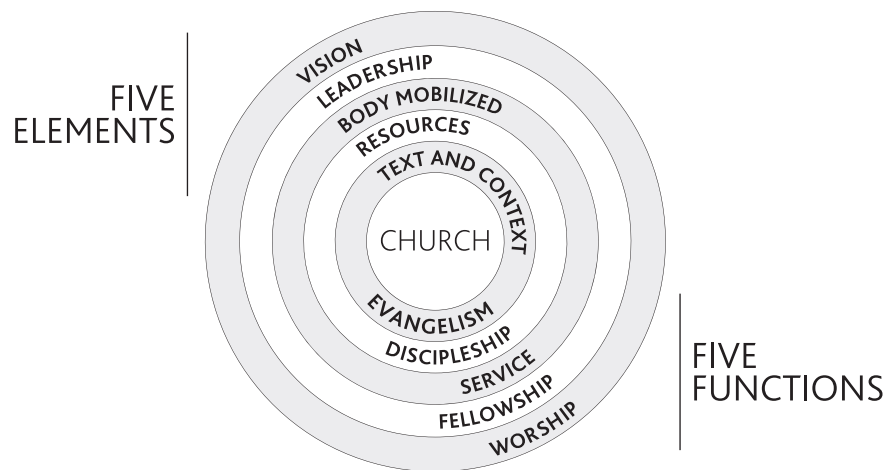 FIVE
ELEMENTS
VISION
LEADERSHIP
BODY MOBILIZED
RESOURCES
TEXT AND CONTEXT
CHURCH
EVANGELISM
DISCIPLESHIP
SERVICE
FELLOWSHIP
WORSHIP
FIVE
FUNCTIONS